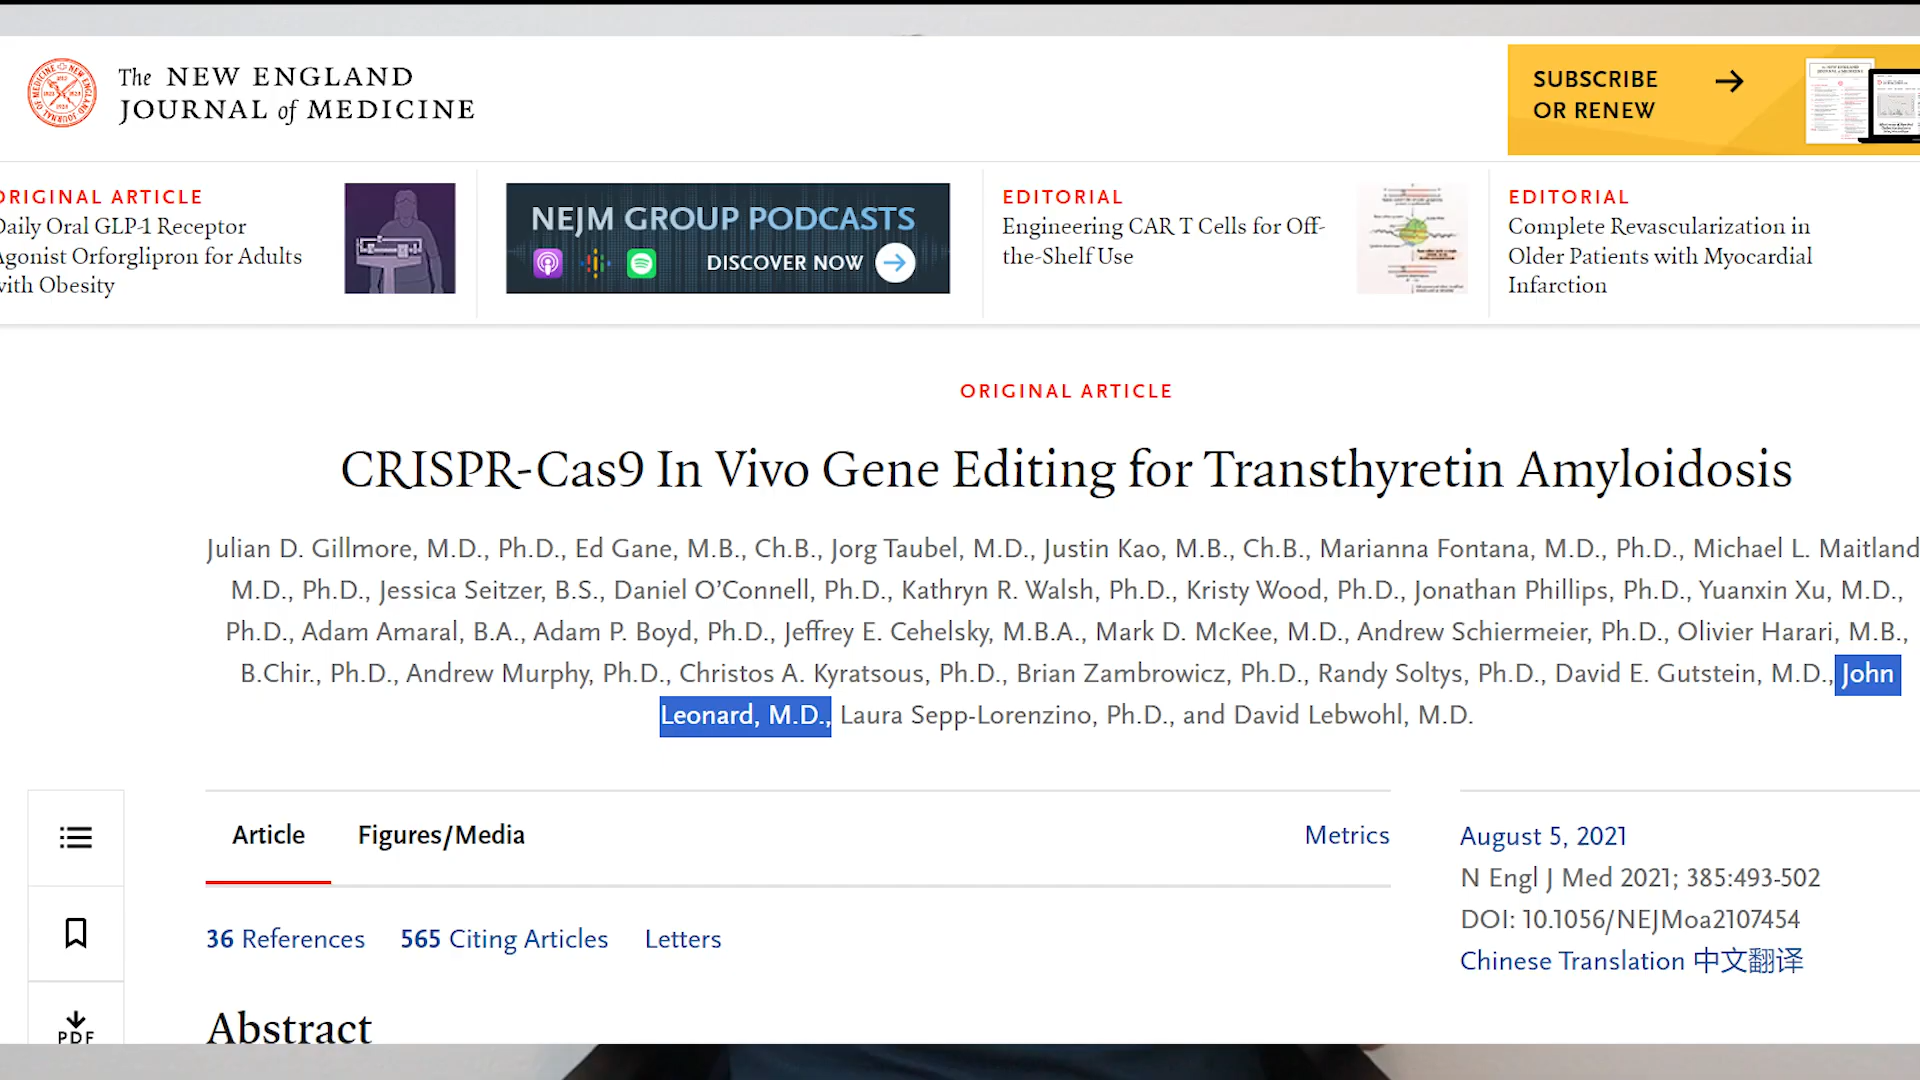 The NEW ENGLAND
JOURNAL of MEDICINE
SUBSCRIBE
OR RENEW
ORIGINAL ARTICLE
Daily Oral GLP-1 Receptor
Agonist Orforglipron for Adults
with Obesity
NEJM GROUP PODCASTS
DISCOVER NOW
EDITORIAL
Engineering CAR T Cells for Off-
the-Shelf Use
EDITORIAL
Complete Revascularization in
Older Patients with Myocardial
Infarction
ORIGINAL ARTICLE
CRISPR-Cas9 In Vivo Gene Editing for Transthyretin Amyloidosis
Julian D. Gillmore, M.D., Ph.D., Ed Gane, M.B., Ch.B., Jorg Taubel, M.D., Justin Kao, M.B., Ch.B., Marianna Fontana, M.D., Ph.D., Michael L. Maitland
M.D., Ph.D., Jessica Seitzer, B.S., Daniel O’Connell, Ph.D., Kathryn R. Walsh, Ph.D., Kristy Wood, Ph.D., Jonathan Phillips, Ph.D., Yuanxin Xu, M.D.,
Ph.D., Adam Amaral, B.A., Adam P. Boyd, Ph.D., Jeffrey E. Cehelsky, M.B.A., Mark D. McKee, M.D., Andrew Schiermeier, Ph.D., Olivier Harari, M.B.,
B.Chir., Ph.D., Andrew Murphy, Ph.D., Christos A. Kyratsous, Ph.D., Brian Zambrowicz, Ph.D., Randy Soltys, Ph.D., David E. Gutstein, M.D., John
Leonard, M.D., Laura Sepp-Lorenzino, Ph.D., and David Lebwohl, M.D.
Article
Figures/Media
Metrics
August 5, 2021
N Engl J Med 2021; 385:493-502
DOI: 10.1056/NEJMoa2107454
Chinese Translation 中文翻译
36 References
565 Citing Articles
Letters
PDF
Abstract